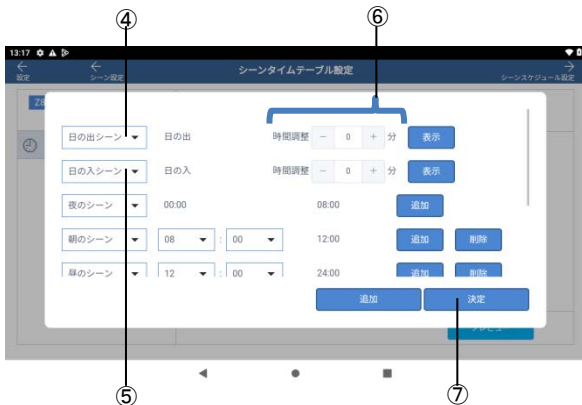 ④ ⑥
13:17
設定 シーン設定 シーンタイムテーブル設定 シーンスケジュール設定
日の出シーン 日の出 時間調整 − 0 + 分 表示
日の入シーン 日の入 時間調整 − 0 + 分 表示
夜のシーン 00:00 08:00 追加
朝のシーン 08 : 00 12:00 追加 削除
昼のシーン 12 : 00 24:00 追加 削除
追加 決定
⑤ ⑦